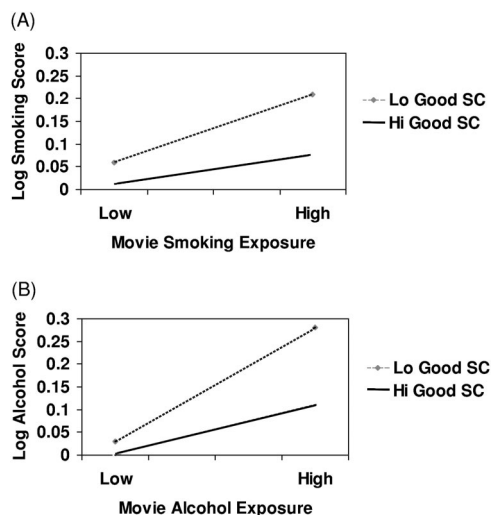 (A)
0.3
0.25
0.2
0.15
0.1
0.05
0
Log Smoking Score
Low
High
Movie Smoking Exposure
Lo Good SC
Hi Good SC
(B)
0.3
0.25
0.2
0.15
0.1
0.05
0
Log Alcohol Score
Low
High
Movie Alcohol Exposure
Lo Good SC
Hi Good SC